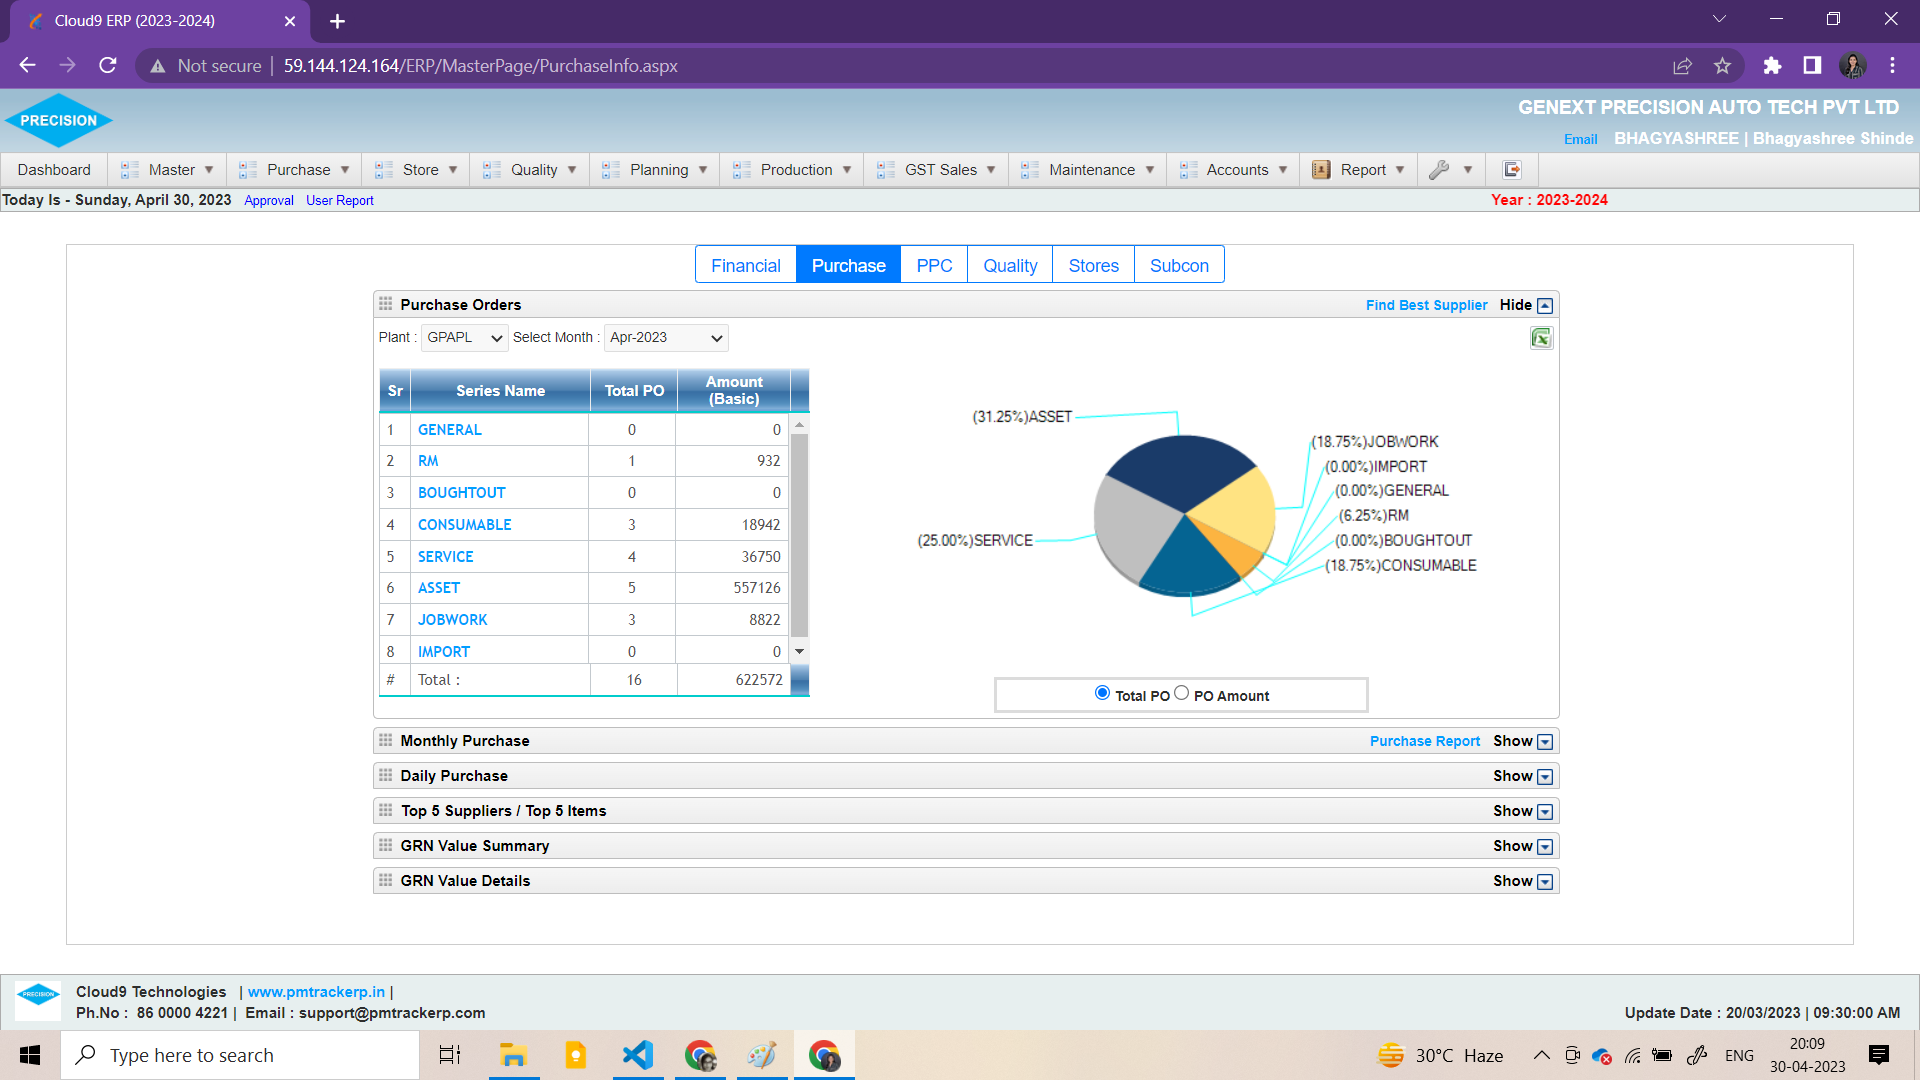 Cloud9 ERP (2023-2024)
Not secure | 59.144.124.164/ERP/MasterPage/PurchaseInfo.aspx
PRECISION
GENEXT PRECISION AUTO TECH PVT LTD
Email BHAGYASHREE | Bhagyashree Shinde
Dashboard Master Purchase Store Quality Planning Production GST Sales Maintenance Accounts Report
Today Is - Sunday, April 30, 2023 Approval User Report Year : 2023-2024
Financial Purchase PPC Quality Stores Subcon
Purchase Orders Find Best Supplier Hide
Plant : GPAPL Select Month : Apr-2023
Sr Series Name Total PO Amount (Basic)
1 GENERAL 0 0
2 RM 1 932
3 BOUGHTOUT 0 0
4 CONSUMABLE 3 18942
5 SERVICE 4 36750
6 ASSET 5 557126
7 JOBWORK 3 8822
8 IMPORT 0 0
# Total : 16 622572
(31.25%)ASSET
(18.75%)JOBWORK
(0.00%)IMPORT
(0.00%)GENERAL
(6.25%)RM
(25.00%)SERVICE
(0.00%)BOUGHTOUT
(18.75%)CONSUMABLE
Total PO PO Amount
Monthly Purchase Purchase Report Show
Daily Purchase Show
Top 5 Suppliers / Top 5 Items Show
GRN Value Summary Show
GRN Value Details Show
PRECISION
Cloud9 Technologies | www.pmtrackerp.in |
Ph.No : 86 0000 4221 | Email : support@pmtrackerp.com
Update Date : 20/03/2023 | 09:30:00 AM
Type here to search
30°C Haze
ENG
20:09
30-04-2023